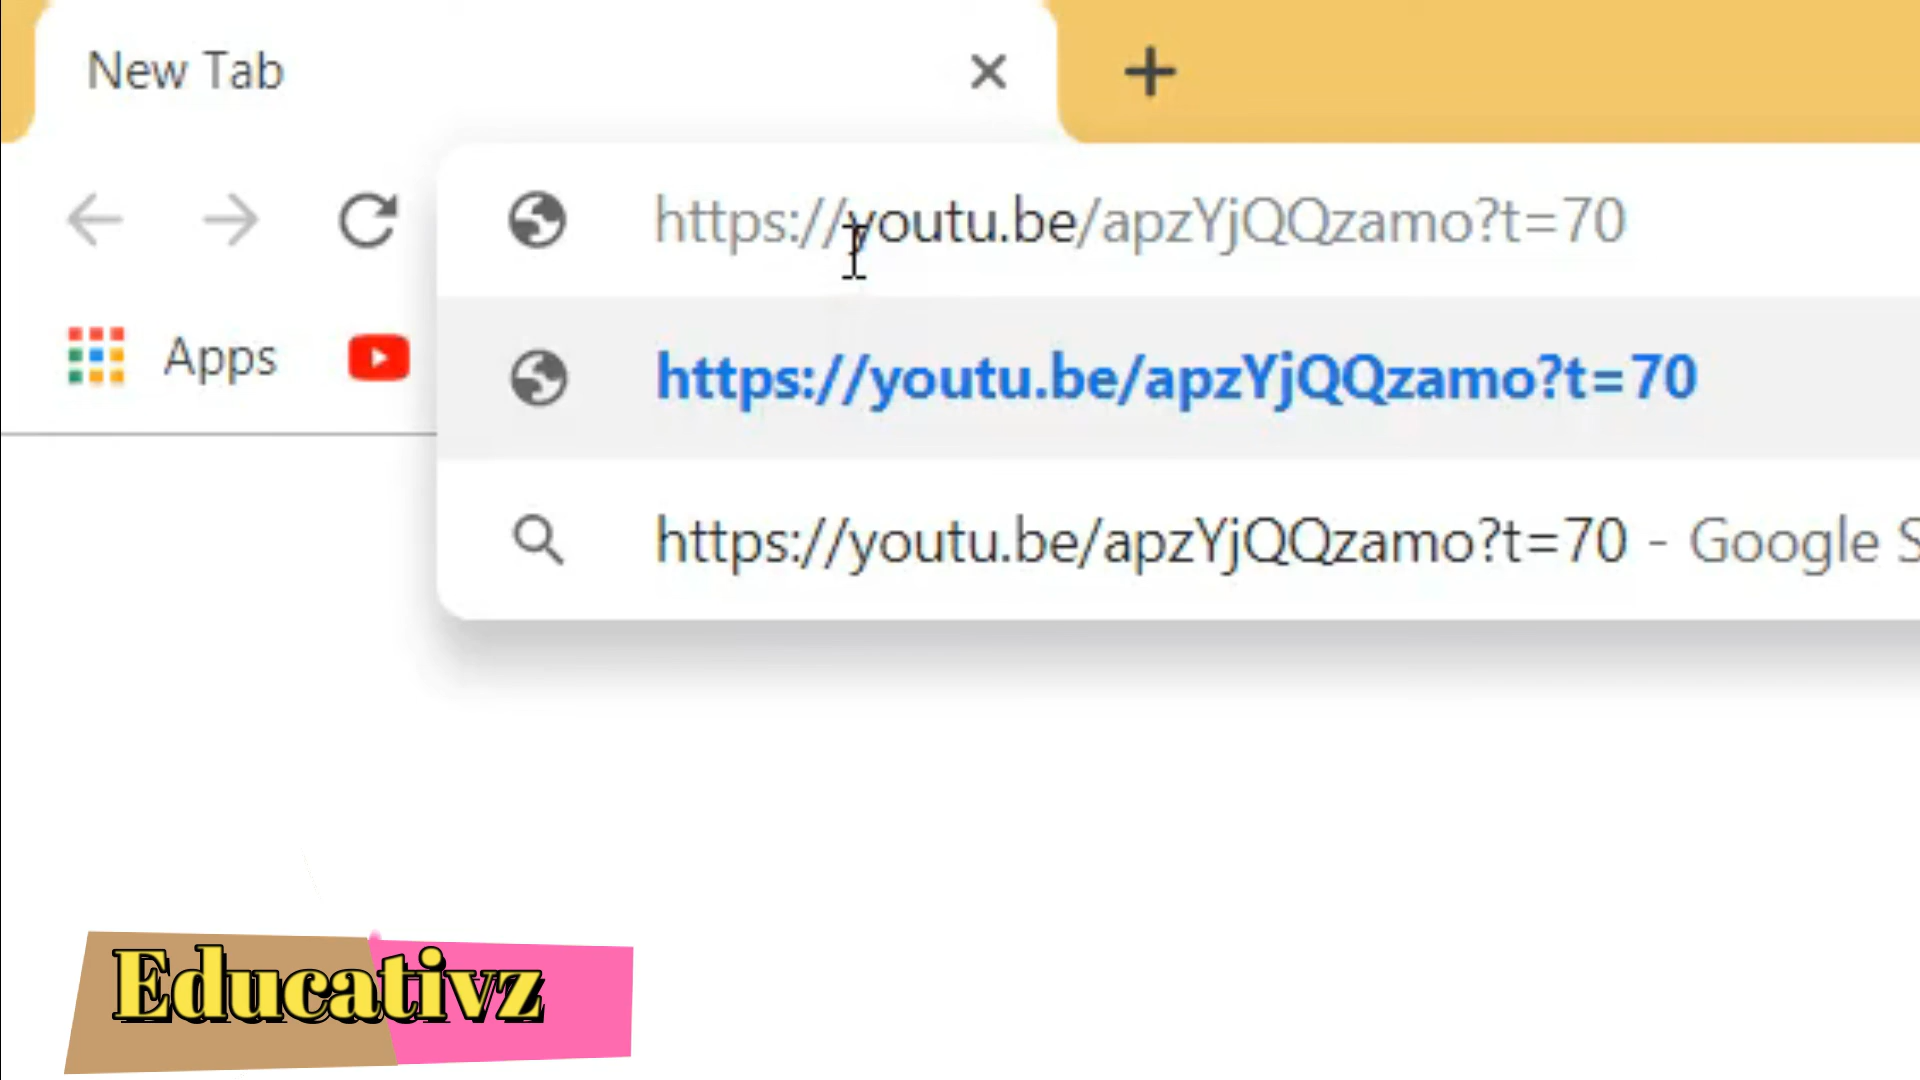 New Tab
https://youtu.be/apzYjQQzamo?t=70
Apps
https://youtu.be/apzYjQQzamo?t=70
https://youtu.be/apzYjQQzamo?t=70 - Google S
Educativz